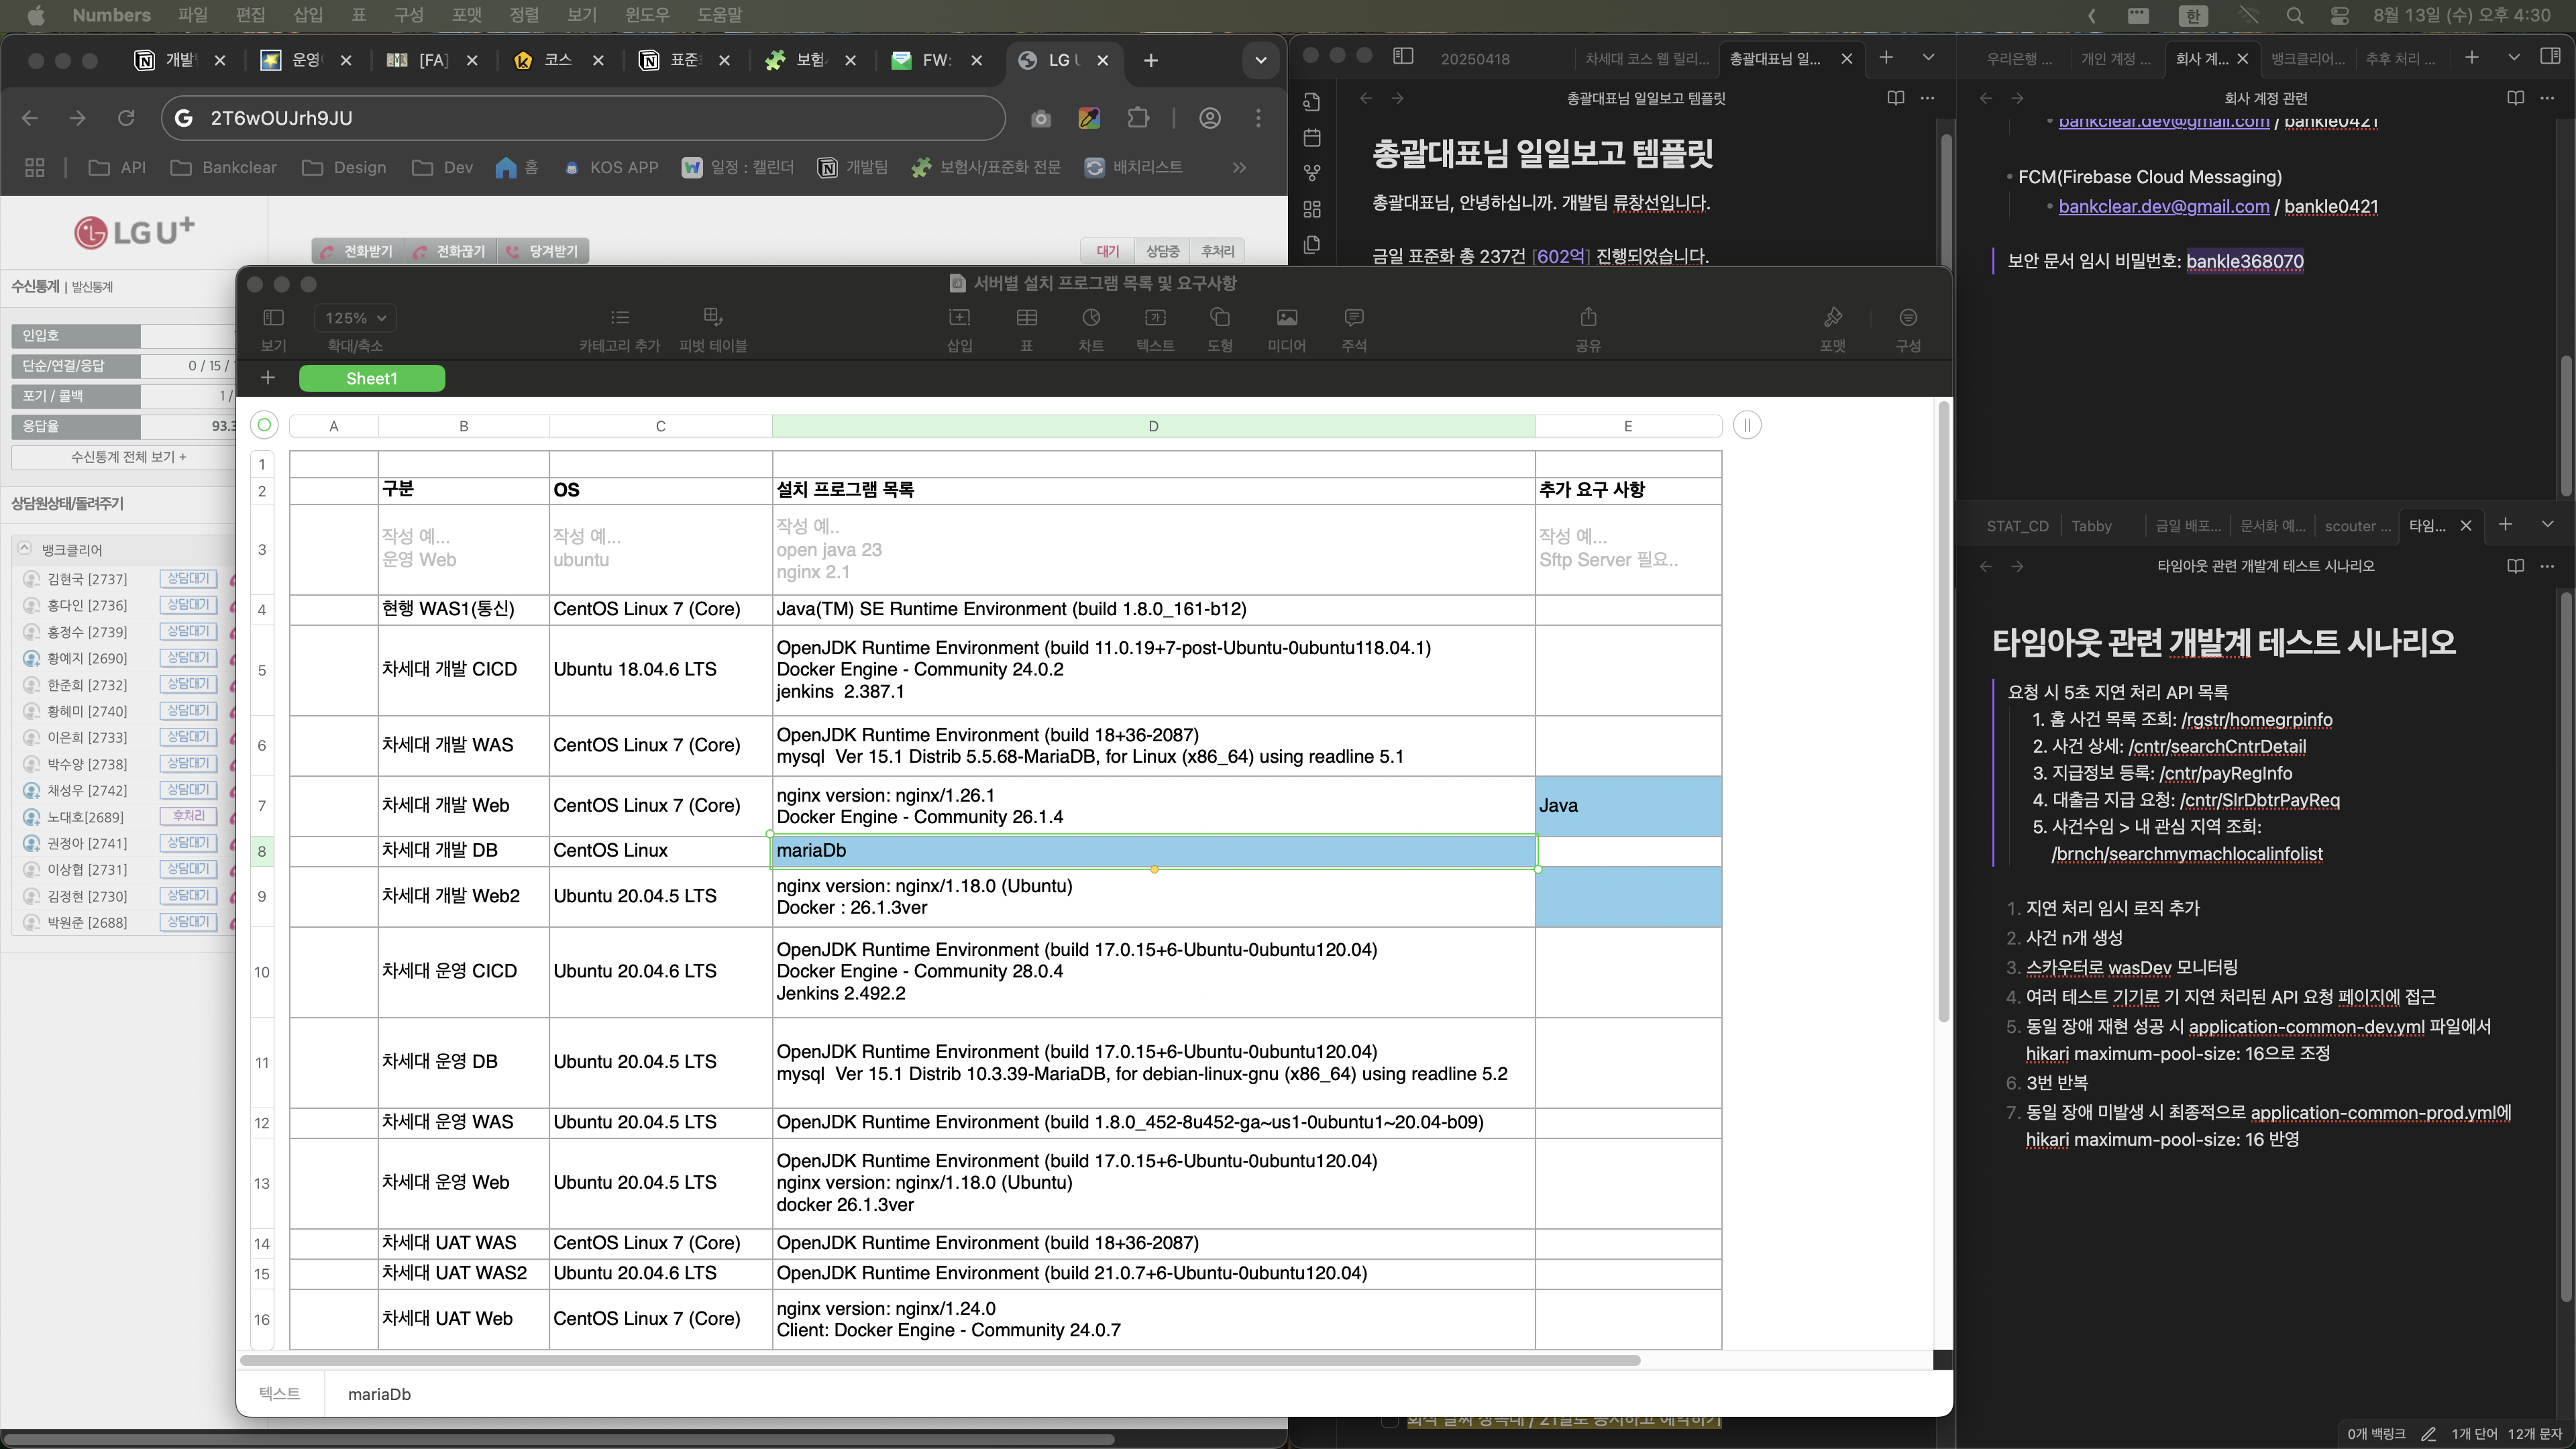 Numbers 파일 편집 삽입 표 구성 포맷 정렬 보기 윈도우 도움말
한 8월 13일 (수) 오후 4:30
개발 운영 [FA] 코스 표준 보험 FW: LG U
2T6wOUJrh9JU
API Bankclear Design Dev 홈 KOS APP 일정 : 캘린더 개발팀 보험사/표준화 전문 배치리스트
LG U+
전화받기 전화끊기 당겨받기
대기 상담중 후처리
수신통계 | 발신통계
인입호
단순/연결/응답 0 / 15 /
포기 / 콜백 1 /
응답율 93.3
수신통계 전체 보기 +
상담원상태/돌려주기
뱅크클리어
김현국 [2737] 상담대기
홍다인 [2736] 상담대기
홍정수 [2739] 상담대기
황예지 [2690] 상담대기
한준희 [2732] 상담대기
황혜미 [2740] 상담대기
이은희 [2733] 상담대기
박수양 [2738] 상담대기
채성우 [2742] 상담대기
노대호[2689] 후처리
권정아 [2741] 상담대기
이상협 [2731] 상담대기
김정현 [2730] 상담대기
박원준 [2688] 상담대기
서버별 설치 프로그램 목록 및 요구사항
125%
보기 확대/축소 카테고리 추가 피벗 테이블 삽입 표 차트 텍스트 도형 미디어 주석 공유 포맷 구성
Sheet1
A B C D E
1
2 구분 OS 설치 프로그램 목록 추가 요구 사항
3 작성 예... 작성 예... 작성 예.. 작성 예...
운영 Web ubuntu open java 23 Sftp Server 필요..
nginx 2.1
4 현행 WAS1(통신) CentOS Linux 7 (Core) Java(TM) SE Runtime Environment (build 1.8.0_161-b12)
OpenJDK Runtime Environment (build 11.0.19+7-post-Ubuntu-0ubuntu118.04.1)
5 차세대 개발 CICD Ubuntu 18.04.6 LTS Docker Engine - Community 24.0.2
jenkins 2.387.1
6 차세대 개발 WAS CentOS Linux 7 (Core) OpenJDK Runtime Environment (build 18+36-2087)
mysql Ver 15.1 Distrib 5.5.68-MariaDB, for Linux (x86_64) using readline 5.1
7 차세대 개발 Web CentOS Linux 7 (Core) nginx version: nginx/1.26.1 Java
Docker Engine - Community 26.1.4
8 차세대 개발 DB CentOS Linux mariaDb
9 차세대 개발 Web2 Ubuntu 20.04.5 LTS nginx version: nginx/1.18.0 (Ubuntu)
Docker : 26.1.3ver
OpenJDK Runtime Environment (build 17.0.15+6-Ubuntu-0ubuntu120.04)
10 차세대 운영 CICD Ubuntu 20.04.6 LTS Docker Engine - Community 28.0.4
Jenkins 2.492.2
11 차세대 운영 DB Ubuntu 20.04.5 LTS OpenJDK Runtime Environment (build 17.0.15+6-Ubuntu-0ubuntu120.04)
mysql Ver 15.1 Distrib 10.3.39-MariaDB, for debian-linux-gnu (x86_64) using readline 5.2
12 차세대 운영 WAS Ubuntu 20.04.5 LTS OpenJDK Runtime Environment (build 1.8.0_452-8u452-ga~us1-0ubuntu1~20.04-b09)
OpenJDK Runtime Environment (build 17.0.15+6-Ubuntu-0ubuntu120.04)
13 차세대 운영 Web Ubuntu 20.04.5 LTS nginx version: nginx/1.18.0 (Ubuntu)
docker 26.1.3ver
14 차세대 UAT WAS CentOS Linux 7 (Core) OpenJDK Runtime Environment (build 18+36-2087)
15 차세대 UAT WAS2 Ubuntu 20.04.6 LTS OpenJDK Runtime Environment (build 21.0.7+6-Ubuntu-0ubuntu120.04)
16 차세대 UAT Web CentOS Linux 7 (Core) nginx version: nginx/1.24.0
Client: Docker Engine - Community 24.0.7
텍스트 mariaDb
20250418 차세대 코스 웹 릴리... 총괄대표님 일...
총괄대표님 일일보고 템플릿
총괄대표님 일일보고 템플릿
총괄대표님, 안녕하십니까. 개발팀 류창선입니다.
금일 표준화 총 237건 [602억] 진행되었습니다.
우리은행 ... 개인 계정 ... 회사 계... 뱅크클리어... 추후 처리 ...
회사 계정 관련
bankclear.dev@gmail.com / bankle0421
FCM(Firebase Cloud Messaging)
bankclear.dev@gmail.com / bankle0421
보안 문서 임시 비밀번호: bankle368070
STAT_CD Tabby 금일 배포... 문서화 예... scouter ... 타임...
타임아웃 관련 개발계 테스트 시나리오
타임아웃 관련 개발계 테스트 시나리오
요청 시 5초 지연 처리 API 목록
1. 홈 사건 목록 조회: /rgstr/homegrpinfo
2. 사건 상세: /cntr/searchCntrDetail
3. 지급정보 등록: /cntr/payRegInfo
4. 대출금 지급 요청: /cntr/SlrDbtrPayReq
5. 사건수임 > 내 관심 지역 조회:
/brnch/searchmymachlocalinfolist
1. 지연 처리 임시 로직 추가
2. 사건 n개 생성
3. 스카우터로 wasDev 모니터링
4. 여러 테스트 기기로 기 지연 처리된 API 요청 페이지에 접근
5. 동일 장애 재현 성공 시 application-common-dev.yml 파일에서
hikari maximum-pool-size: 16으로 조정
6. 3번 반복
7. 동일 장애 미발생 시 최종적으로 application-common-prod.yml에
hikari maximum-pool-size: 16 반영
0개 백링크 1개 단어 12개 문자